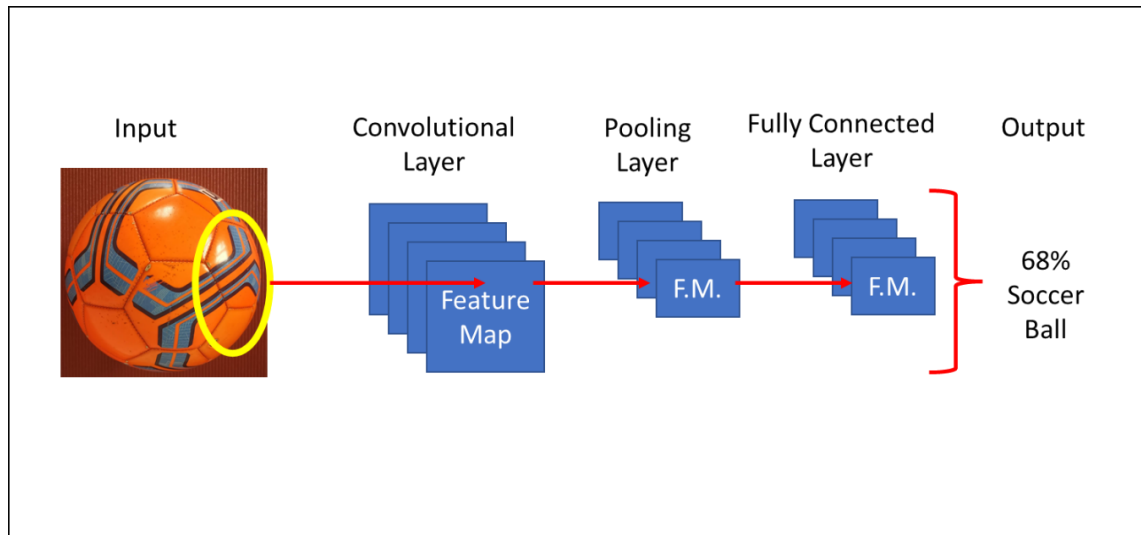 Input
Convolutional
Layer
Pooling
Layer
Fully Connected
Layer
Output
Feature
Map
F.M.
F.M.
68%
Soccer
Ball